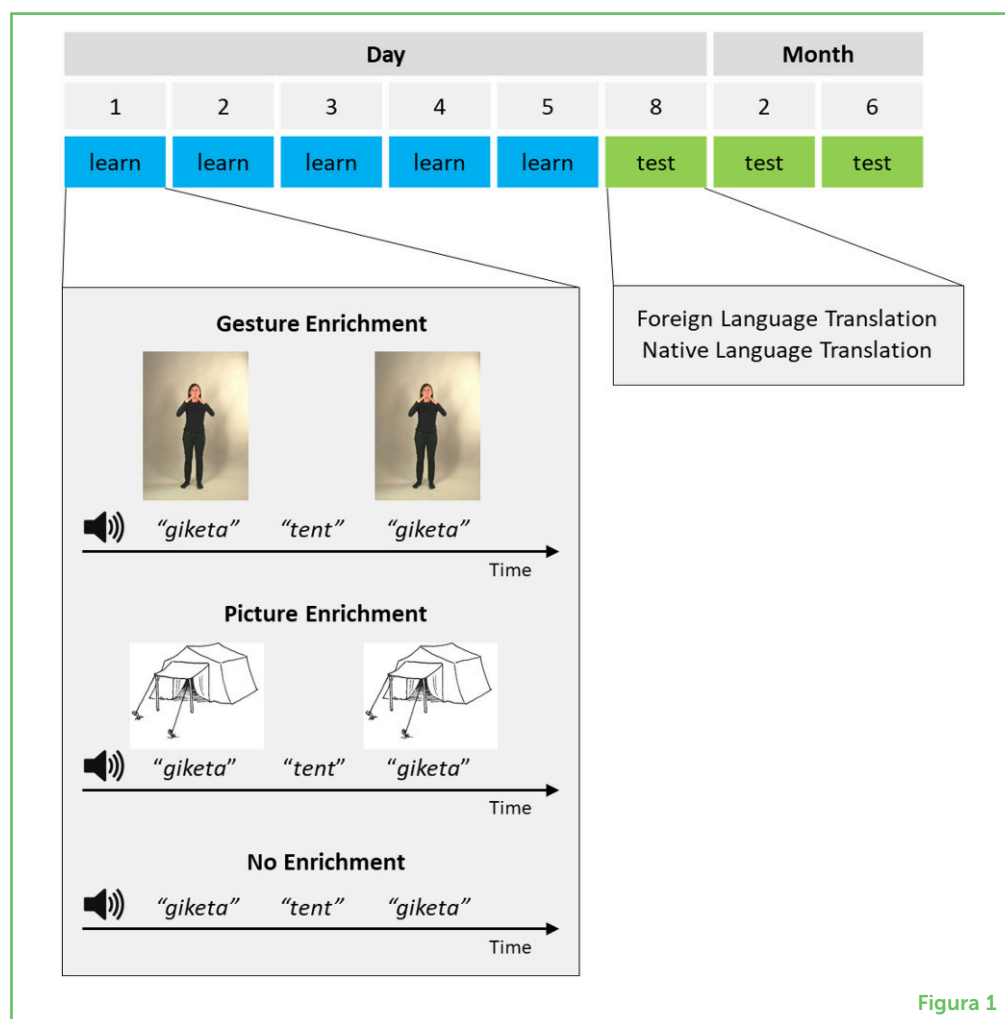 Day Month
1 2 3 4 5 8 2 6
learn learn learn learn learn test test test
Foreign Language Translation
Native Language Translation
Gesture Enrichment
“giketa” “tent” “giketa”
Time
Picture Enrichment
“giketa” “tent” “giketa”
Time
No Enrichment
“giketa” “tent” “giketa”
Time
Figura 1